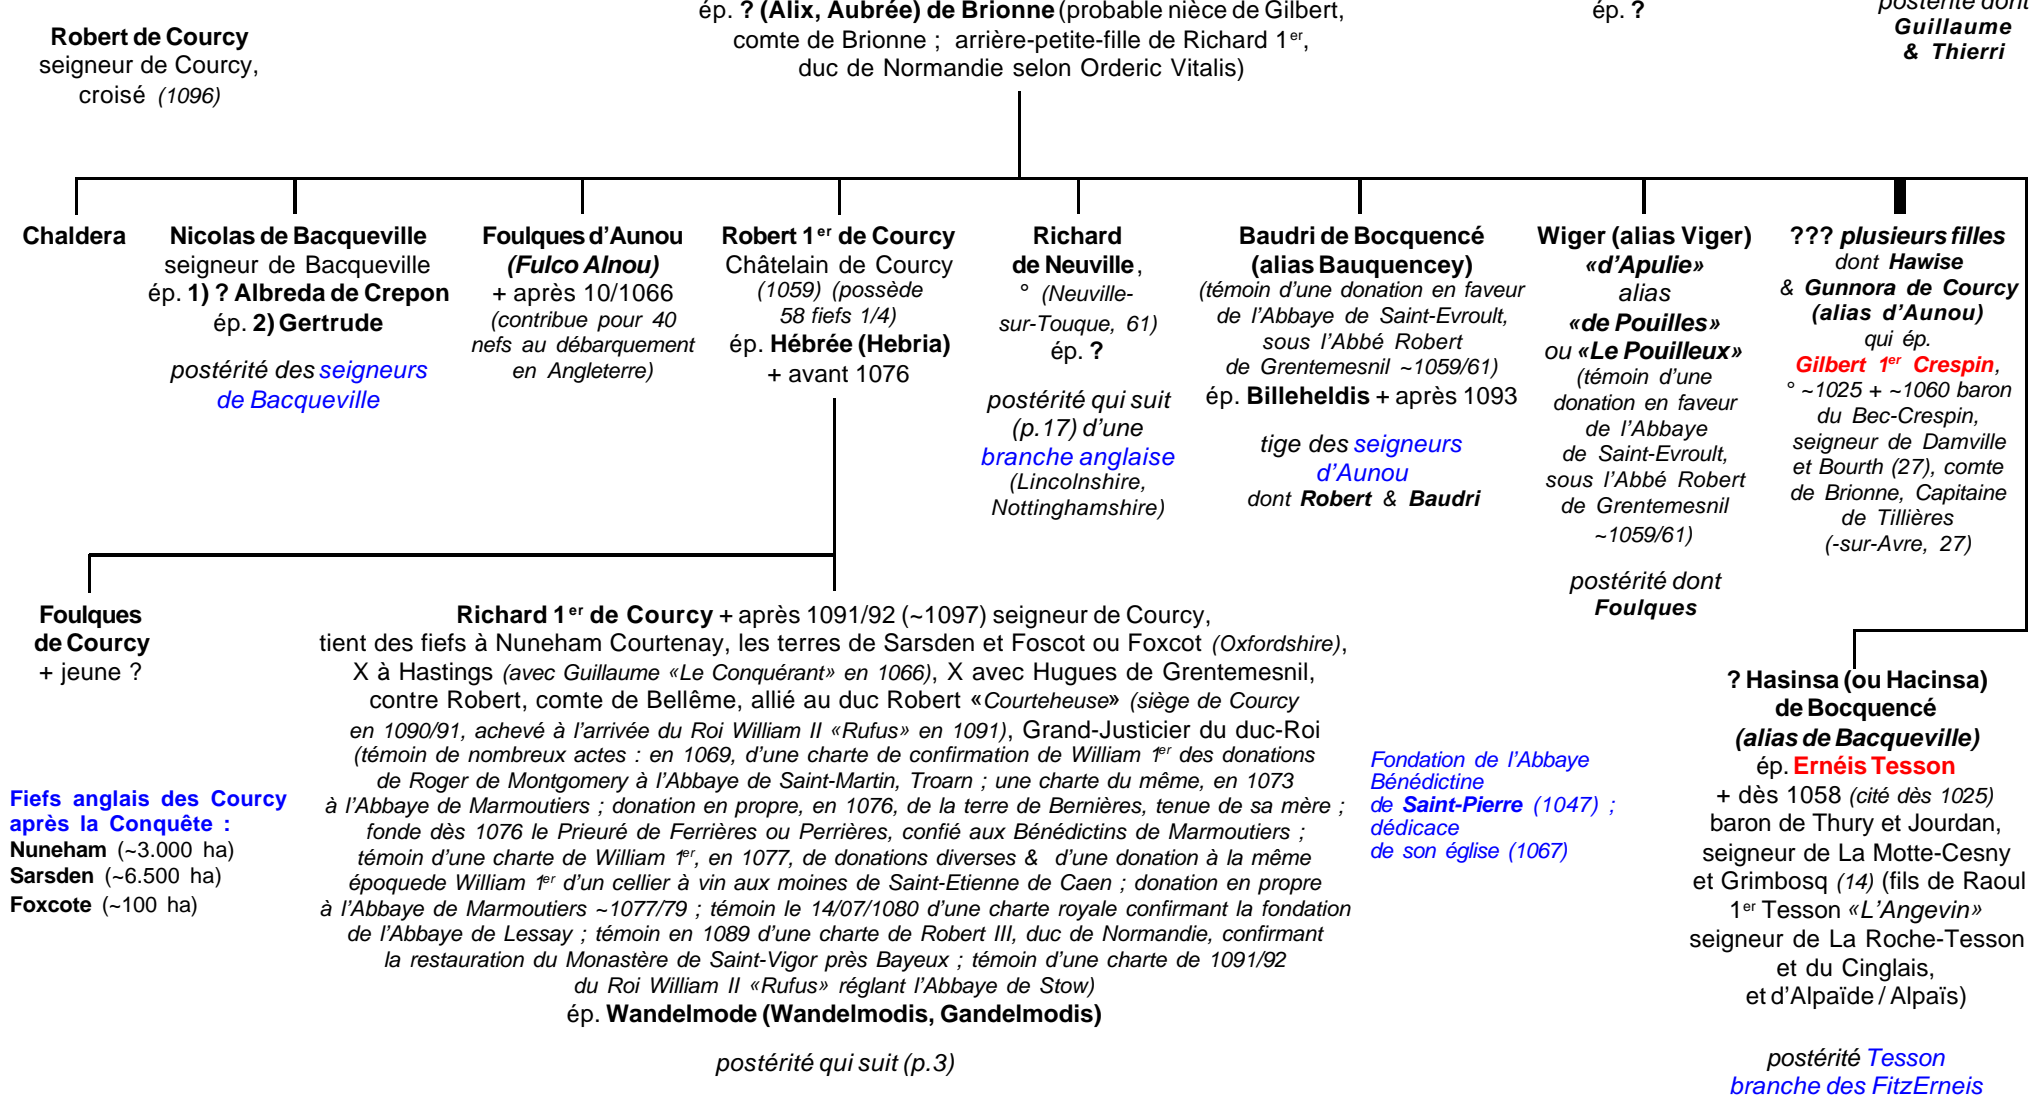 ép. ? (Alix, Aubrée) de Brionne (probable nièce de Gilbert,
comte de Brionne ; arrière-petite-fille de Richard 1er,
duc de Normandie selon Orderic Vitalis)
ép. ?
postérité dont
Guillaume
& Thierri
Robert de Courcy
seigneur de Courcy,
croisé (1096)
Chaldera
Nicolas de Bacqueville
seigneur de Bacqueville
ép. 1) ? Albreda de Crepon
ép. 2) Gertrude
postérité des seigneurs
de Bacqueville
Foulques d’Aunou
(Fulco Alnou)
+ après 10/1066
(contribue pour 40
nefs au débarquement
en Angleterre)
Robert 1er de Courcy
Châtelain de Courcy
(1059) (possède
58 fiefs 1/4)
ép. Hébrée (Hebria)
+ avant 1076
Richard
de Neuville,
° (Neuville-
sur-Touque, 61)
ép. ?
postérité qui suit
(p.17) d’une
branche anglaise
(Lincolnshire,
Nottinghamshire)
Baudri de Bocquencé
(alias Bauquencey)
(témoin d’une donation en faveur
de l’Abbaye de Saint-Evroult,
sous l’Abbé Robert
de Grentemesnil ~1059/61)
ép. Billeheldis + après 1093
tige des seigneurs
d’Aunou
dont Robert & Baudri
Wiger (alias Viger)
«d’Apulie»
alias
«de Pouilles»
ou «Le Pouilleux»
(témoin d’une
donation en faveur
de l’Abbaye
de Saint-Evroult,
sous l’Abbé Robert
de Grentemesnil
~1059/61)
postérité dont
Foulques
??? plusieurs filles
dont Hawise
& Gunnora de Courcy
(alias d’Aunou)
qui ép.
Gilbert 1er Crespin,
° ~1025 + ~1060 baron
du Bec-Crespin,
seigneur de Damville
et Bourth (27), comte
de Brionne, Capitaine
de Tillières
(-sur-Avre, 27)
Foulques
de Courcy
+ jeune ?
Richard 1er de Courcy + après 1091/92 (~1097) seigneur de Courcy,
tient des fiefs à Nuneham Courtenay, les terres de Sarsden et Foscot ou Foxcot (Oxfordshire),
X à Hastings (avec Guillaume «Le Conquérant» en 1066), X avec Hugues de Grentemesnil,
contre Robert, comte de Bellême, allié au duc Robert «Courteheuse» (siège de Courcy
en 1090/91, achevé à l’arrivée du Roi William II «Rufus» en 1091), Grand-Justicier du duc-Roi
(témoin de nombreux actes : en 1069, d’une charte de confirmation de William 1er des donations
de Roger de Montgomery à l’Abbaye de Saint-Martin, Troarn ; une charte du même, en 1073
à l’Abbaye de Marmoutiers ; donation en propre, en 1076, de la terre de Bernières, tenue de sa mère ;
fonde dès 1076 le Prieuré de Ferrières ou Perrières, confié aux Bénédictins de Marmoutiers ;
témoin d’une charte de William 1er, en 1077, de donations diverses & d’une donation à la même
époquede William 1er d’un cellier à vin aux moines de Saint-Etienne de Caen ; donation en propre
à l’Abbaye de Marmoutiers ~1077/79 ; témoin le 14/07/1080 d’une charte royale confirmant la fondation
de l’Abbaye de Lessay ; témoin en 1089 d’une charte de Robert III, duc de Normandie, confirmant
la restauration du Monastère de Saint-Vigor près Bayeux ; témoin d’une charte de 1091/92
du Roi William II «Rufus» réglant l’Abbaye de Stow)
ép. Wandelmode (Wandelmodis, Gandelmodis)
postérité qui suit (p.3)
Fiefs anglais des Courcy
après la Conquête :
Nuneham (~3.000 ha)
Sarsden (~6.500 ha)
Foxcote (~100 ha)
Fondation de l’Abbaye
Bénédictine
de Saint-Pierre (1047) ;
dédicace
de son église (1067)
? Hasinsa (ou Hacinsa)
de Bocquencé
(alias de Bacqueville)
ép. Ernéis Tesson
+ dès 1058 (cité dès 1025)
baron de Thury et Jourdan,
seigneur de La Motte-Cesny
et Grimbosq (14) (fils de Raoul
1er Tesson «L’Angevin»
seigneur de La Roche-Tesson
et du Cinglais,
et d’Alpaïde / Alpaïs)
postérité Tesson
branche des FitzErneis